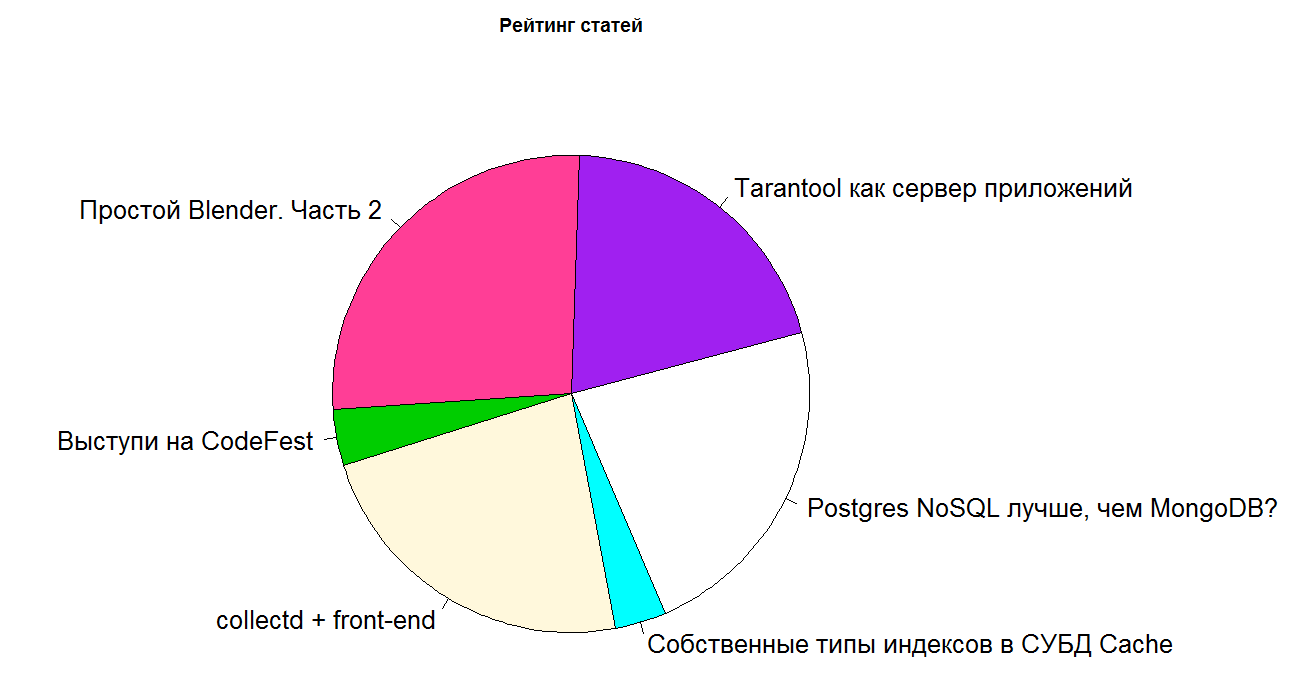 Рейтинг статей
Tarantool как сервер приложений
Простой Blender. Часть 2
Выступи на CodeFest
Postgres NoSQL лучше, чем MongoDB?
collectd + front-end
Собственные типы индексов в СУБД Cache